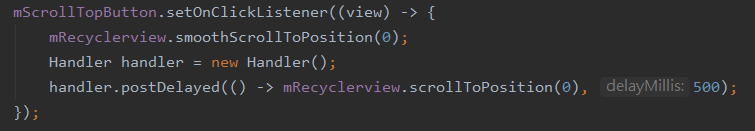 mScrollTopButton.setOnClickListener((view) -> {
mRecyclerview.smoothScrollToPosition(0);
Handler handler = new Handler();
handler.postDelayed(() -> mRecyclerview.scrollToPosition(0), delayMillis: 500);
});